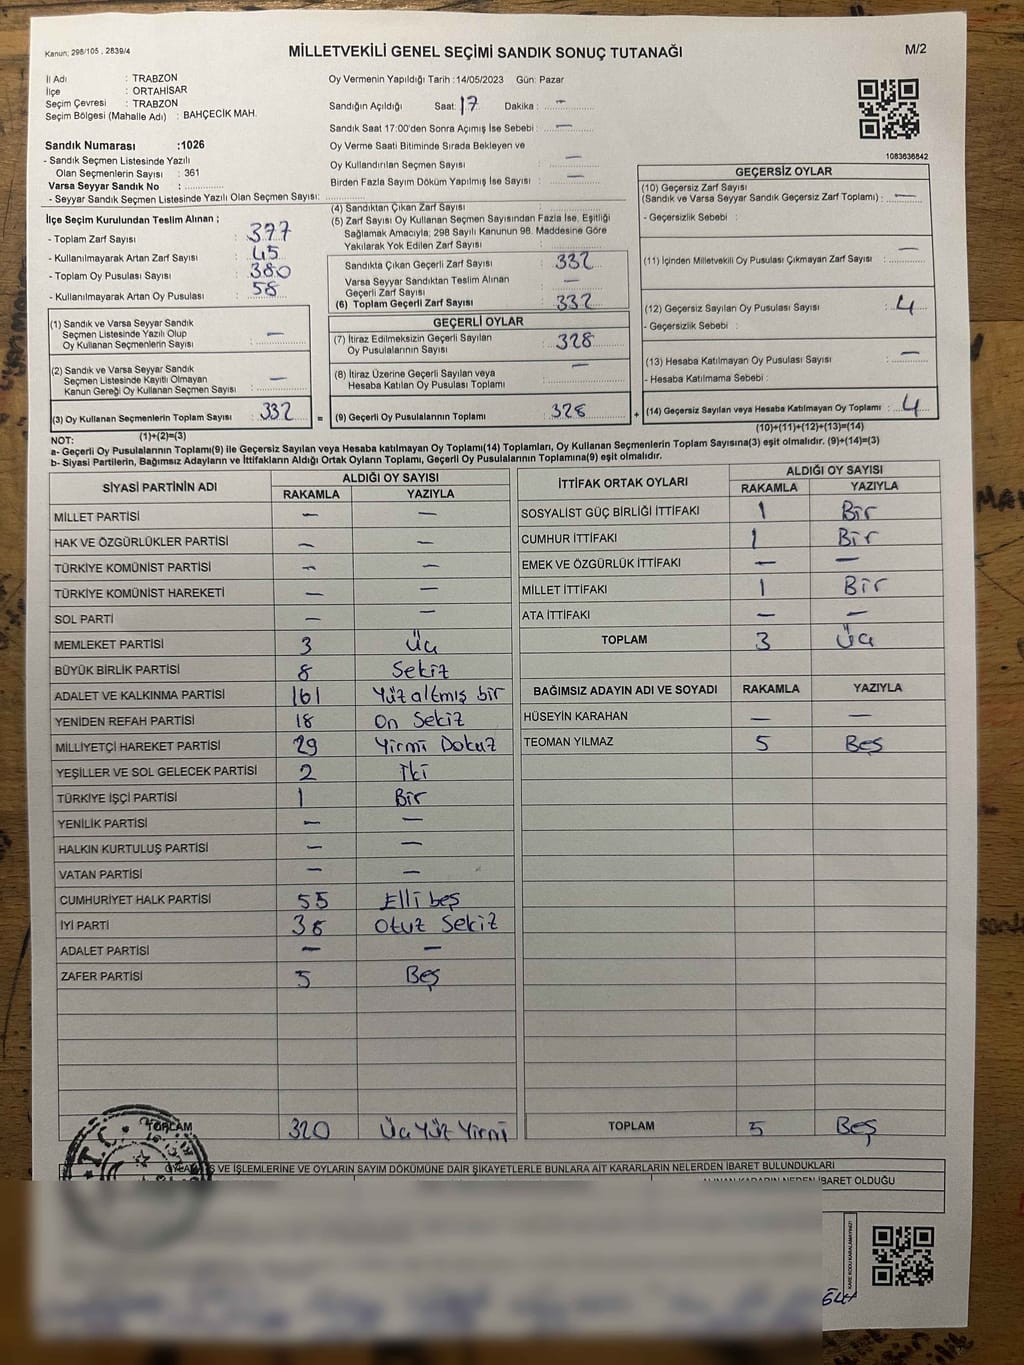 Kanun; 298/105 , 2839/4
MİLLETVEKİLİ GENEL SEÇİMİ SANDIK SONUÇ TUTANAĞI
M/2
İl Adı : TRABZON
İlçe : ORTAHİSAR
Seçim Çevresi : TRABZON
Seçim Bölgesi (Mahalle Adı) : BAHÇECİK MAH.
Sandık Numarası :1026
- Sandık Seçmen Listesinde Yazılı
Olan Seçmenlerin Sayısı : 361
Varsa Seyyar Sandık No : ..............
- Seyyar Sandık Seçmen Listesinde Yazılı Olan Seçmen Sayısı: ..............
Oy Vermenin Yapıldığı Tarih :14/05/2023 Gün: Pazar
Sandığın Açıldığı Saat: 17 Dakika : —
Sandık Saat 17:00'den Sonra Açımış İse Sebebi : —
Oy Verme Saati Bitiminde Sırada Bekleyen ve
Oy Kullandırılan Seçmen Sayısı : —
Birden Fazla Sayım Döküm Yapılmış İse Sayısı : —
1083636842
İlçe Seçim Kurulundan Teslim Alınan ;
- Toplam Zarf Sayısı : 377
- Kullanılmayarak Artan Zarf Sayısı : 45
- Toplam Oy Pusulası Sayısı : 380
- Kullanılmayarak Artan Oy Pusulası : 58
(4) Sandıktan Çıkan Zarf Sayısı :
(5) Zarf Sayısı Oy Kullanan Seçmen Sayısından Fazla İse, Eşitliği
Sağlamak Amacıyla; 298 Sayılı Kanunun 98. Maddesine Göre
Yakılarak Yok Edilen Zarf Sayısı :
Sandıkta Çıkan Geçerli Zarf Sayısı : 332
Varsa Seyyar Sandıktan Teslim Alınan
Geçerli Zarf Sayısı : —
(6) Toplam Geçerli Zarf Sayısı : 332
GEÇERSİZ OYLAR
(10) Geçersiz Zarf Sayısı
(Sandık ve Varsa Seyyar Sandık Geçersiz Zarf Toplamı) : —
- Geçersizlik Sebebi :
(11) İçinden Milletvekili Oy Pusulası Çıkmayan Zarf Sayısı : —
(12) Geçersiz Sayılan Oy Pusulası Sayısı : 4
- Geçersizlik Sebebi :
(13) Hesaba Katılmayan Oy Pusulası Sayısı : —
- Hesaba Katılmama Sebebi :
(14) Geçersiz Sayılan veya Hesaba Katılmayan Oy Toplamı : 4
(10)+(11)+(12)+(13)=(14)
(1) Sandık ve Varsa Seyyar Sandık
Seçmen Listesinde Yazılı Olup
Oy Kullanan Seçmenlerin Sayısı : —
(2) Sandık ve Varsa Seyyar Sandık
Seçmen Listesinde Kayıtlı Olmayan
Kanun Gereği Oy Kullanan Seçmen Sayısı : —
(3) Oy Kullanan Seçmenlerin Toplam Sayısı : 332 =
(1)+(2)=(3)
GEÇERLİ OYLAR
(7) İtiraz Edilmeksizin Geçerli Sayılan
Oy Pusulalarının Sayısı : 328
(8) İtiraz Üzerine Geçerli Sayılan veya
Hesaba Katılan Oy Pusulası Toplamı : —
(9) Geçerli Oy Pusulalarının Toplamı : 328 +
NOT:
a- Geçerli Oy Pusulalarının Toplamı(9) ile Geçersiz Sayılan veya Hesaba katılmayan Oy Toplamı(14) Toplamları, Oy Kullanan Seçmenlerin Toplam Sayısına(3) eşit olmalıdır. (9)+(14)=(3)
b- Siyasi Partilerin, Bağımsız Adayların ve İttifakların Aldığı Ortak Oyların Toplamı, Geçerli Oy Pusulalarının Toplamına(9) eşit olmalıdır.
SİYASİ PARTİNİN ADI ALDIĞI OY SAYISI
RAKAMLA YAZIYLA
MİLLET PARTİSİ — —
HAK VE ÖZGÜRLÜKLER PARTİSİ — —
TÜRKİYE KOMÜNİST PARTİSİ — —
TÜRKİYE KOMÜNİST HAREKETİ — —
SOL PARTİ — —
MEMLEKET PARTİSİ 3 Üç
BÜYÜK BİRLİK PARTİSİ 8 Sekiz
ADALET VE KALKINMA PARTİSİ 161 Yüz altmış bir
YENİDEN REFAH PARTİSİ 18 On Sekiz
MİLLİYETÇİ HAREKET PARTİSİ 29 Yirmi Dokuz
YEŞİLLER VE SOL GELECEK PARTİSİ 2 İki
TÜRKİYE İŞÇİ PARTİSİ 1 Bir
YENİLİK PARTİSİ — —
HALKIN KURTULUŞ PARTİSİ — —
VATAN PARTİSİ — —
CUMHURİYET HALK PARTİSİ 55 Elli beş
İYİ PARTİ 38 Otuz Sekiz
ADALET PARTİSİ — —
ZAFER PARTİSİ 5 Beş
TOPLAM 320 Üç Yüz Yirmi
İTTİFAK ORTAK OYLARI ALDIĞI OY SAYISI
RAKAMLA YAZIYLA
SOSYALİST GÜÇ BİRLİĞİ İTTİFAKI 1 Bir
CUMHUR İTTİFAKI 1 Bir
EMEK VE ÖZGÜRLÜK İTTİFAKI — —
MİLLET İTTİFAKI 1 Bir
ATA İTTİFAKI — —
TOPLAM 3 Üç
BAĞIMSIZ ADAYIN ADI VE SOYADI RAKAMLA YAZIYLA
HÜSEYİN KARAHAN — —
TEOMAN YILMAZ 5 Beş
TOPLAM 5 Beş
T.C.
VE İŞLEMLERİNE VE OYLARIN SAYIM DÖKÜMÜNE DAİR ŞİKAYETLERLE BUNLARA AİT KARARLARIN NELERDEN İBARET BULUNDUKLARI
ALINAN KARARIN NEDEN İBARET OLDUĞU
KARE KODU KARALAMAYINIZ!